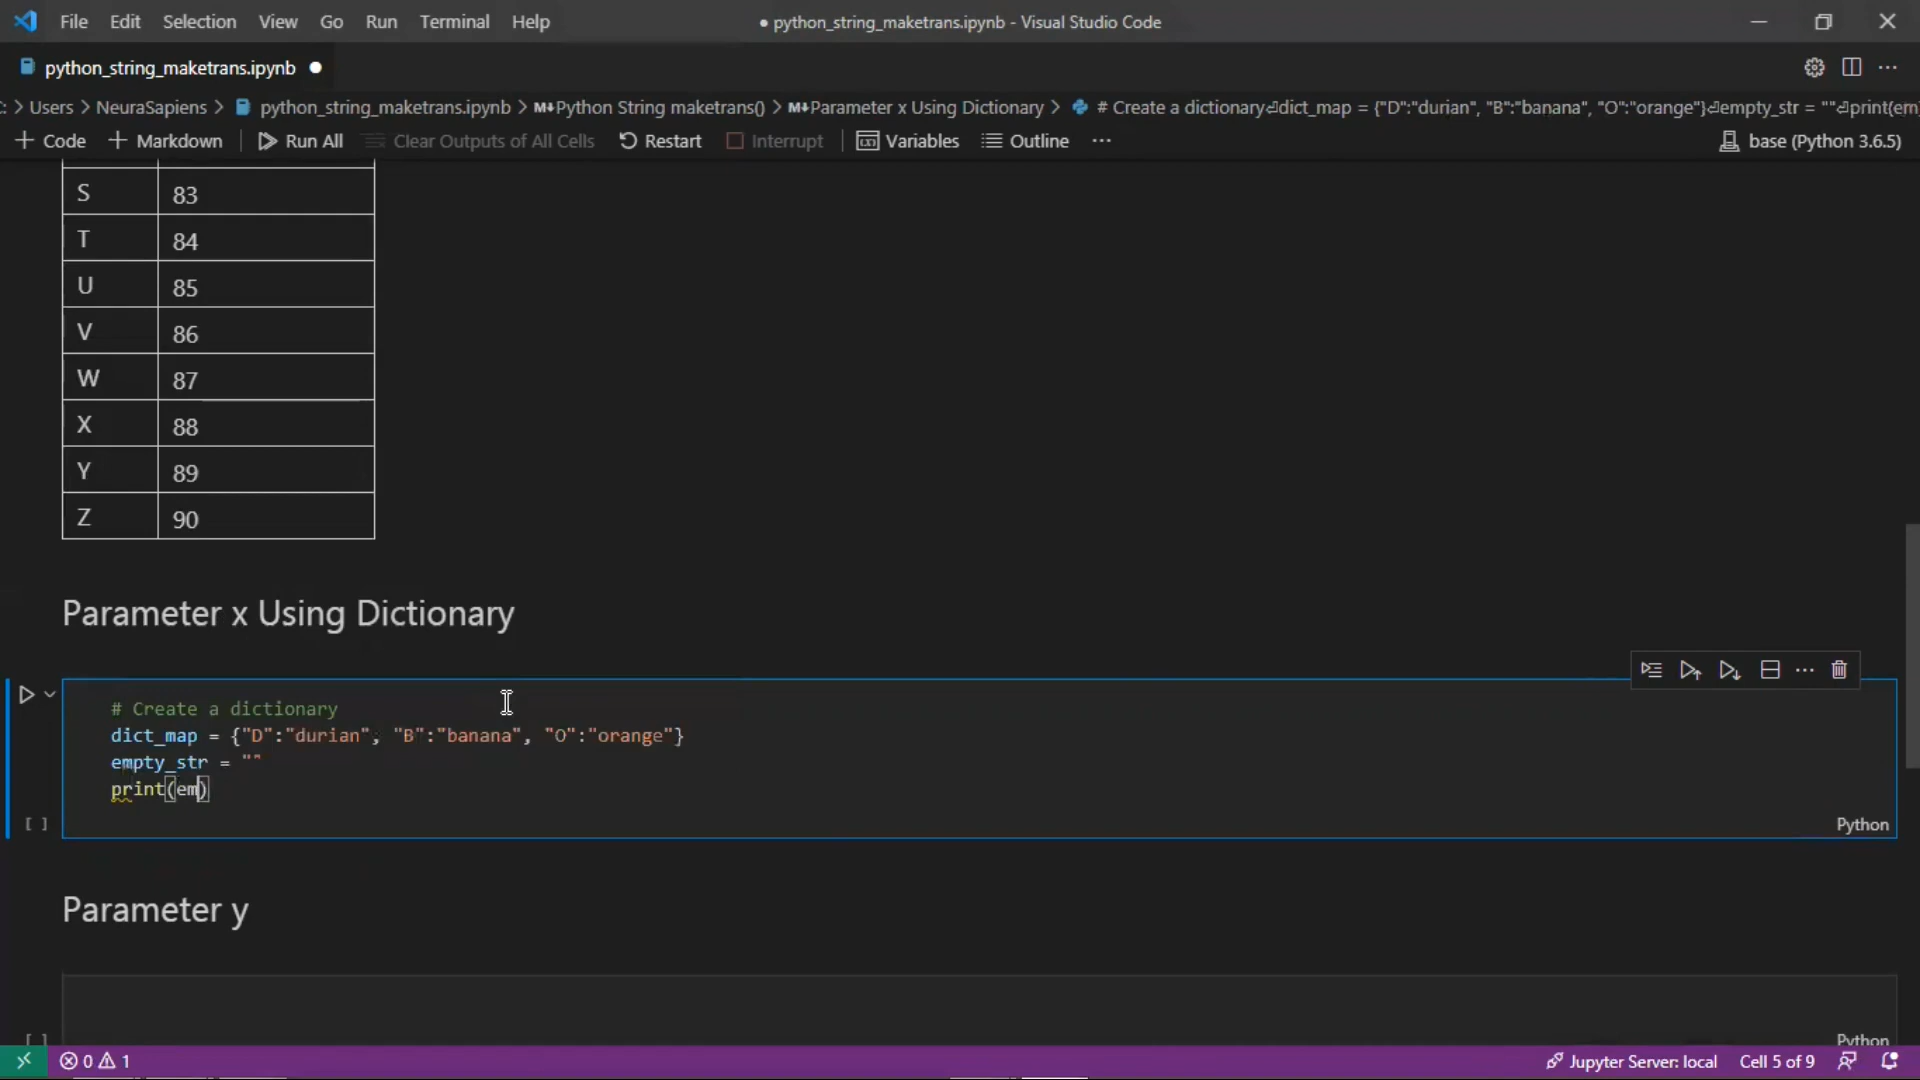 File Edit Selection View Go Run Terminal Help
● python_string_maketrans.ipynb - Visual Studio Code
python_string_maketrans.ipynb ●
: > Users > NeuraSapiens > python_string_maketrans.ipynb > M↓Python String maketrans() > M↓Parameter x Using Dictionary > # Create a dictionary⏎dict_map = {"D":"durian", "B":"banana", "O":"orange"}⏎empty_str = ""⏎print(em
+ Code + Markdown Run All Clear Outputs of All Cells Restart Interrupt Variables Outline ··· base (Python 3.6.5)
S 83
T 84
U 85
V 86
W 87
X 88
Y 89
Z 90
Parameter x Using Dictionary
# Create a dictionary
dict_map = {"D":"durian", "B":"banana", "O":"orange"}
empty_str = ""
print(em)
[ ] Python
Parameter y
[ ] Python
0 1 Jupyter Server: local Cell 5 of 9